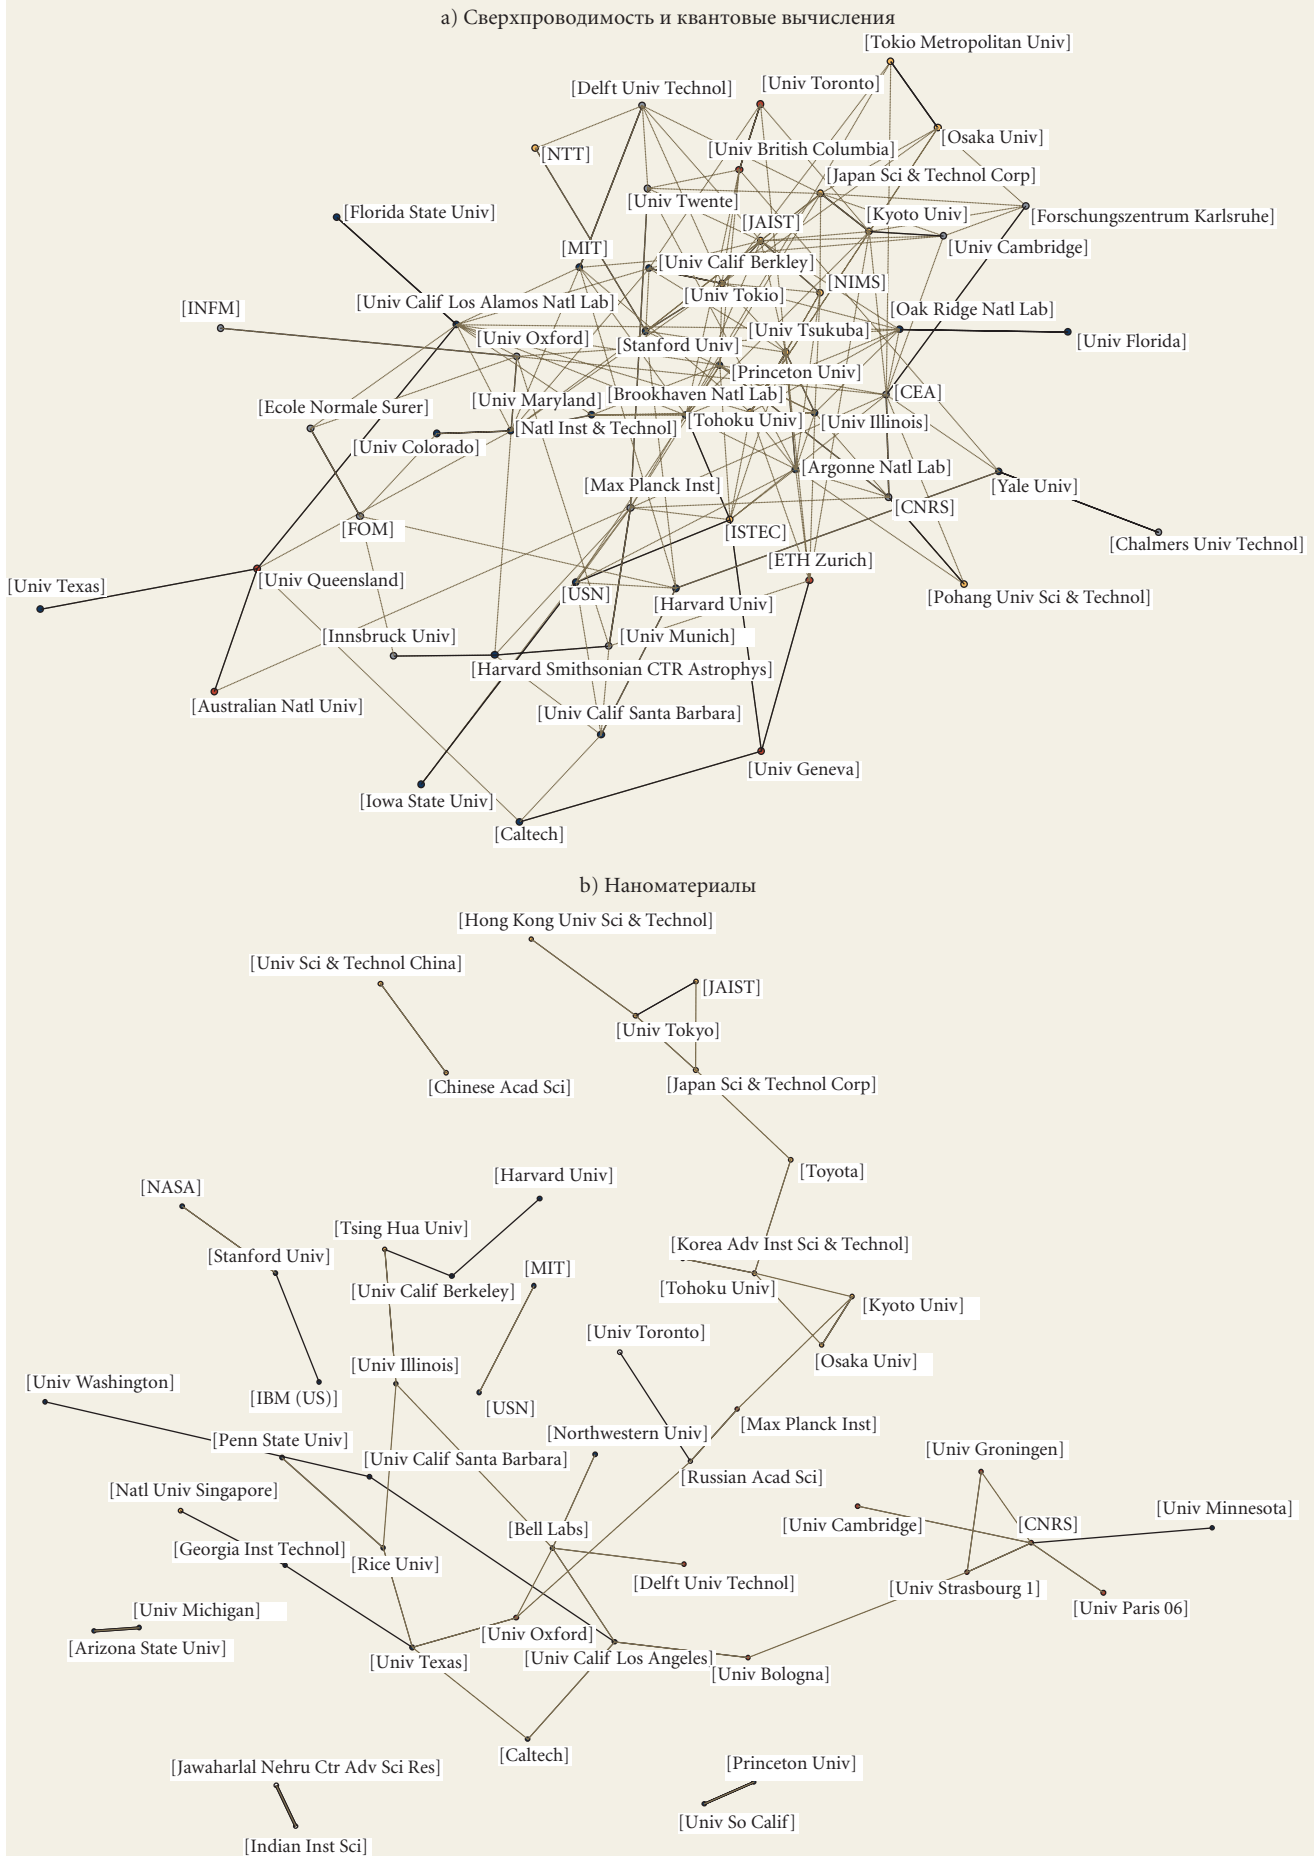 a) Сверхпроводимость и квантовые вычисления
[Tokio Metropolitan Univ]
[Delft Univ Technol]
[Univ Toronto]
[Osaka Univ]
[NTT]
[Univ British Columbia]
[Japan Sci & Technol Corp]
[Univ Twente]
[Florida State Univ]
[JAIST]
[Kyoto Univ]
[Forschungszentrum Karlsruhe]
[MIT]
[Univ Cambridge]
[Univ Calif Berkley]
[NIMS]
[INFM]
[Univ Calif Los Alamos Natl Lab]
[Univ Tokio]
[Oak Ridge Natl Lab]
[Univ Oxford]
[Stanford Univ]
[Univ Tsukuba]
[Univ Florida]
[Princeton Univ]
[Ecole Normale Surer]
[Univ Maryland]
[Brookhaven Natl Lab]
[CEA]
[Univ Colorado]
[Natl Inst & Technol]
[Tohoku Univ]
[Univ Illinois]
[Argonne Natl Lab]
[Max Planck Inst]
[Yale Univ]
[CNRS]
[FOM]
[ISTEC]
[Chalmers Univ Technol]
[ETH Zurich]
[Univ Texas]
[Univ Queensland]
[USN]
[Harvard Univ]
[Pohang Univ Sci & Technol]
[Innsbruck Univ]
[Univ Munich]
[Harvard Smithsonian CTR Astrophys]
[Australian Natl Univ]
[Univ Calif Santa Barbara]
[Univ Geneva]
[Iowa State Univ]
[Caltech]
b) Наноматериалы
[Hong Kong Univ Sci & Technol]
[Univ Sci & Technol China]
[JAIST]
[Univ Tokyo]
[Chinese Acad Sci]
[Japan Sci & Technol Corp]
[Toyota]
[Harvard Univ]
[NASA]
[Tsing Hua Univ]
[Korea Adv Inst Sci & Technol]
[Stanford Univ]
[MIT]
[Univ Calif Berkeley]
[Tohoku Univ]
[Kyoto Univ]
[Univ Toronto]
[Osaka Univ]
[Univ Illinois]
[Univ Washington]
[IBM (US)]
[USN]
[Max Planck Inst]
[Northwestern Univ]
[Penn State Univ]
[Univ Groningen]
[Univ Calif Santa Barbara]
[Russian Acad Sci]
[Natl Univ Singapore]
[Univ Minnesota]
[Bell Labs]
[Univ Cambridge]
[CNRS]
[Georgia Inst Technol]
[Rice Univ]
[Delft Univ Technol]
[Univ Strasbourg 1]
[Univ Michigan]
[Univ Paris 06]
[Univ Oxford]
[Arizona State Univ]
[Univ Texas]
[Univ Calif Los Angeles]
[Univ Bologna]
[Caltech]
[Jawaharlal Nehru Ctr Adv Sci Res]
[Princeton Univ]
[Univ So Calif]
[Indian Inst Sci]